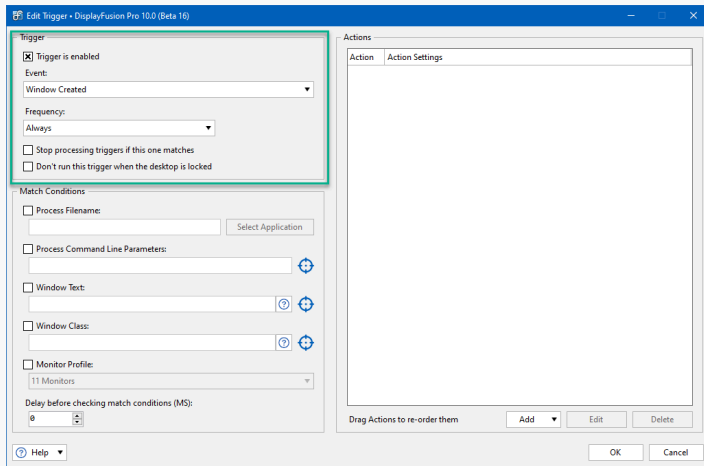 Edit Trigger • DisplayFusion Pro 10.0 (Beta 16)
Trigger
Trigger is enabled
Event:
Window Created
Frequency:
Always
Stop processing triggers if this one matches
Don't run this trigger when the desktop is locked
Match Conditions
Process Filename:
Select Application
Process Command Line Parameters:
Window Text:
Window Class:
Monitor Profile:
11 Monitors
Delay before checking match conditions (MS):
0
Help
Actions
Action Action Settings
Drag Actions to re-order them Add Edit Delete
OK Cancel